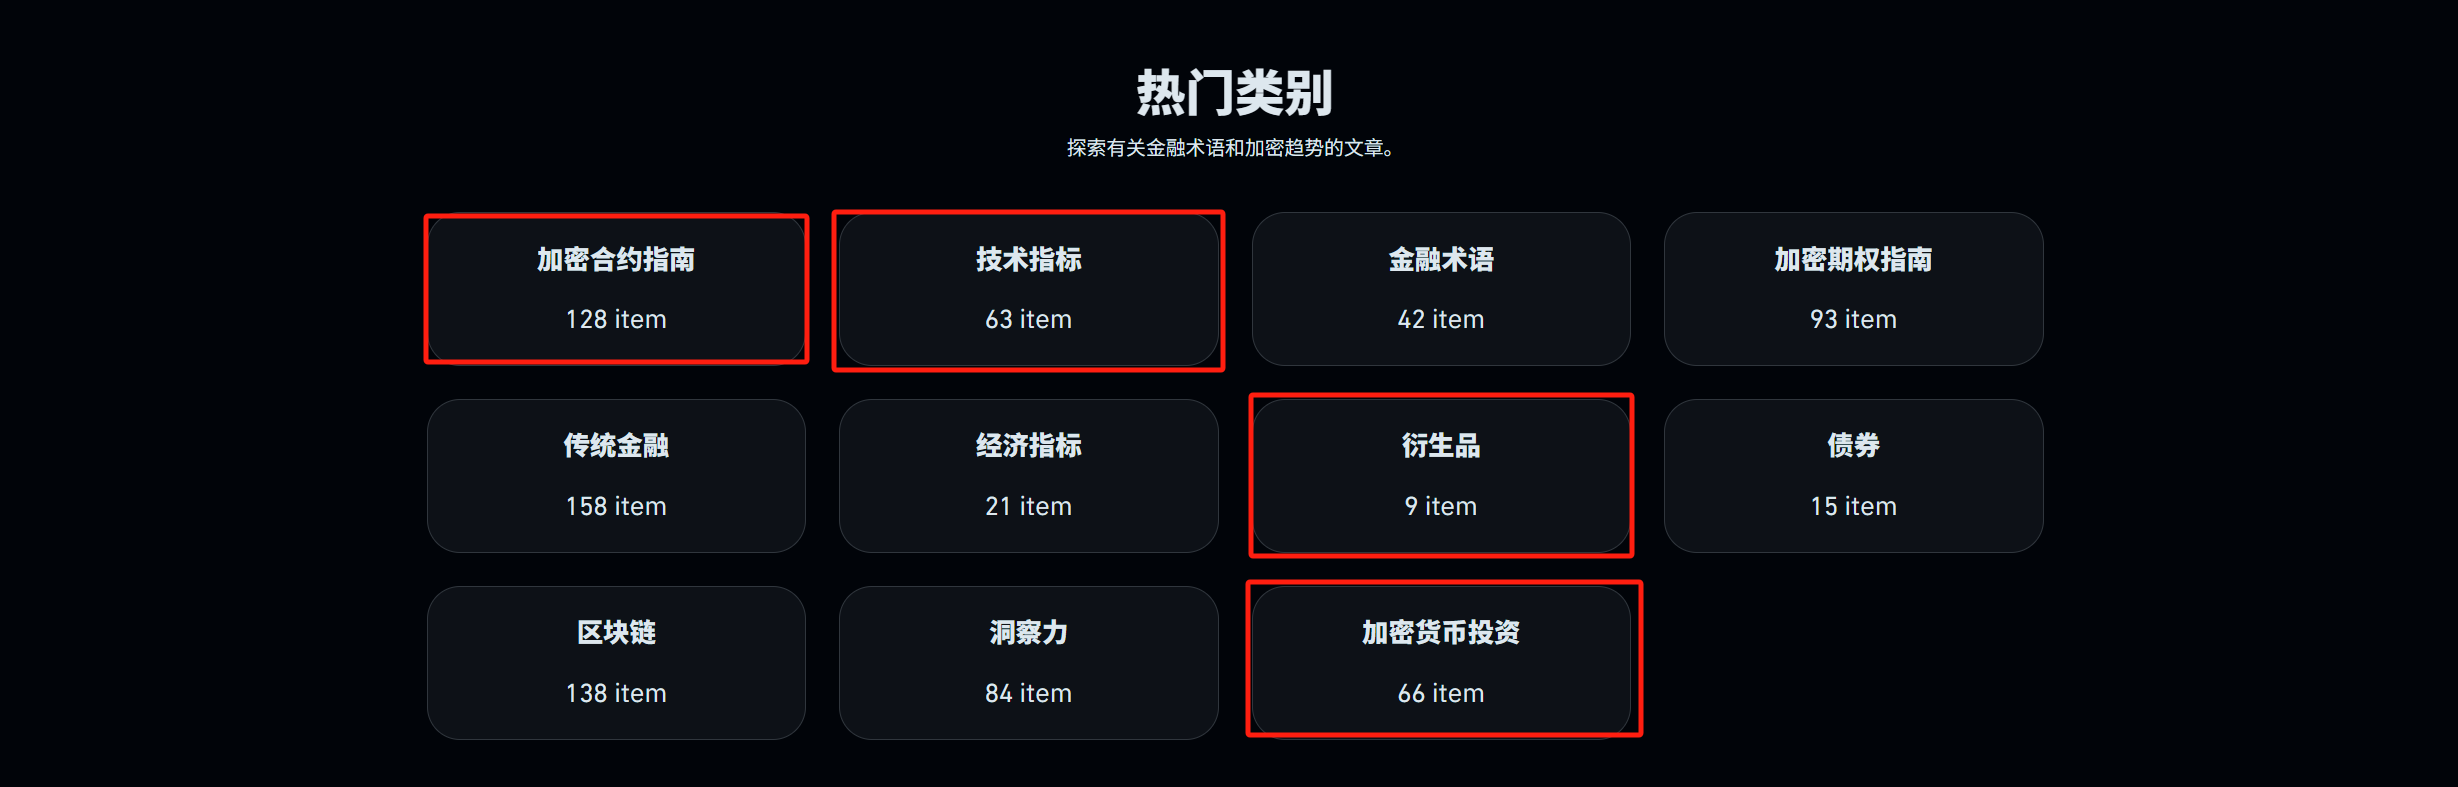 热门类别
探索有关金融术语和加密趋势的文章。
加密合约指南
128 item
技术指标
63 item
金融术语
42 item
加密期权指南
93 item
传统金融
158 item
经济指标
21 item
衍生品
9 item
债券
15 item
区块链
138 item
洞察力
84 item
加密货币投资
66 item